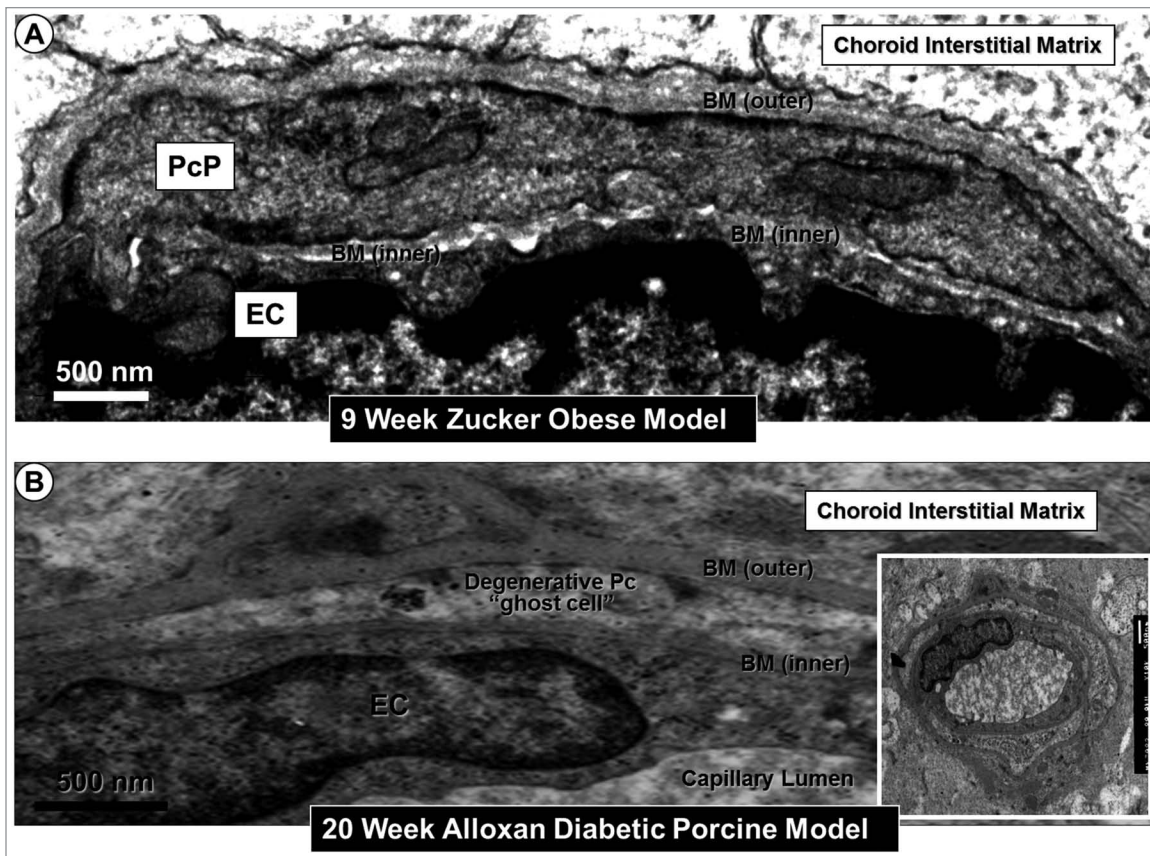 A
Choroid Interstitial Matrix
BM (outer)
PcP
BM (inner)
BM (inner)
EC
500 nm
9 Week Zucker Obese Model
B
Choroid Interstitial Matrix
BM (outer)
Degenerative Pc
“ghost cell”
BM (inner)
EC
500 nm
Capillary Lumen
20 Week Alloxan Diabetic Porcine Model